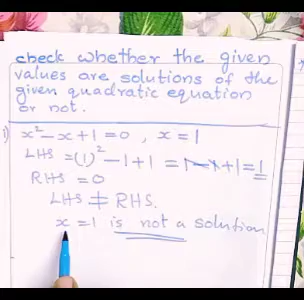 check whether the given
values are solutions of the
given quadratic equation
or not.
i) x² - x + 1 = 0 , x = 1
LHS = (1)² - 1 + 1 = 1 - 1 + 1 = 1
RHS = 0
LHS ≠ RHS.
x = 1 is not a solution